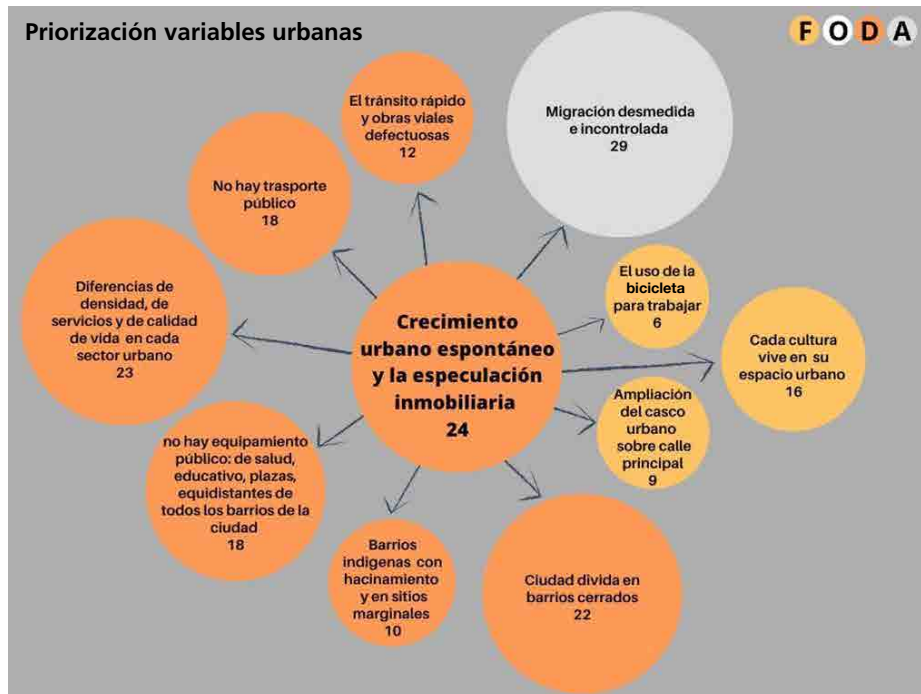 Priorización variables urbanas
F O D A
El tránsito rápido
y obras viales
defectuosas
12
Migración desmedida
e incontrolada
29
No hay trasporte
público
18
Diferencias de
densidad, de
servicios y de calidad
de vida en cada
sector urbano
23
Crecimiento
urbano espontáneo
y la especulación
inmobiliaria
24
El uso de la
bicicleta
para trabajar
6
Cada cultura
vive en su
espacio urbano
16
Ampliación
del casco
urbano
sobre calle
principal
9
no hay equipamiento
público: de salud,
educativo, plazas,
equidistantes de
todos los barrios de la
ciudad
18
Barrios
indigenas con
hacinamiento
y en sitios
marginales
10
Ciudad divida en
barrios cerrados
22